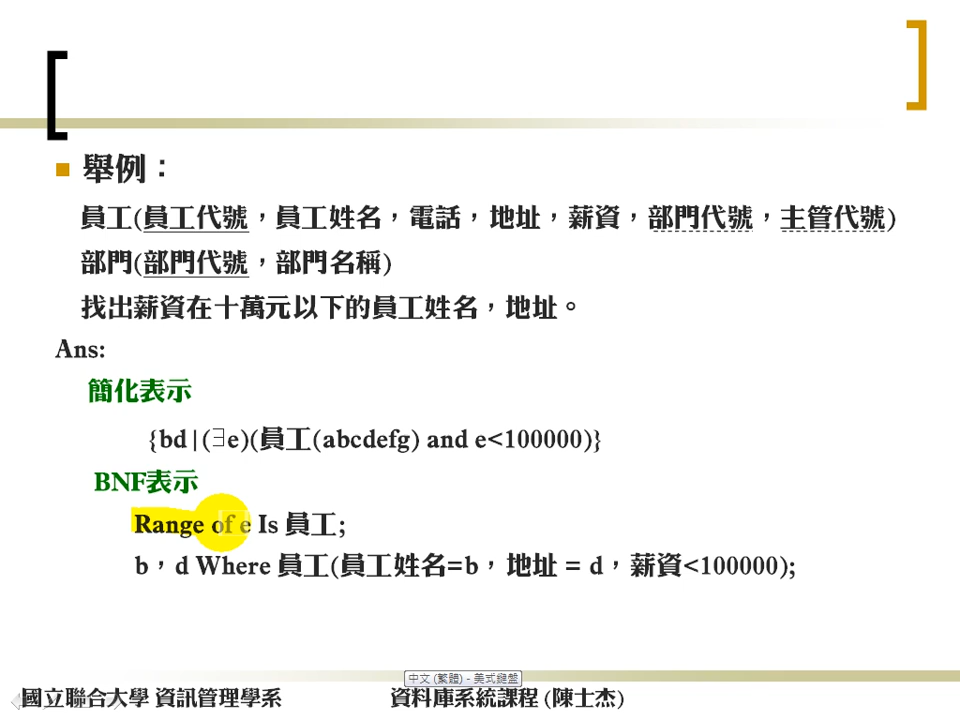 舉例：
員工(員工代號，員工姓名，電話，地址，薪資，部門代號，主管代號)
部門(部門代號，部門名稱)
找出薪資在十萬元以下的員工姓名，地址。
Ans:
簡化表示
{bd|(∃e)(員工(abcdefg) and e<100000)}
BNF表示
Range of e Is 員工;
b，d Where 員工(員工姓名=b，地址 = d，薪資<100000);
中文 (繁體) - 美式鍵盤
國立聯合大學 資訊管理學系 資料庫系統課程 (陳士杰)